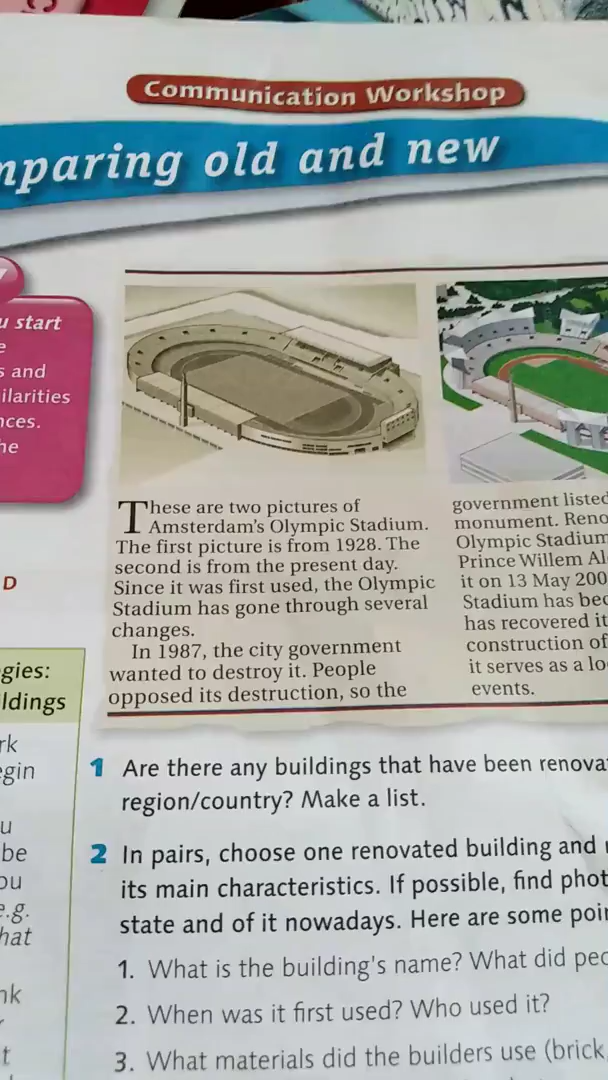 Communication Workshop
mparing old and new
u start
s and
ilarities
nces.
he
These are two pictures of
Amsterdam's Olympic Stadium.
The first picture is from 1928. The
second is from the present day.
Since it was first used, the Olympic
Stadium has gone through several
changes.
In 1987, the city government
wanted to destroy it. People
opposed its destruction, so the
government listed
monument. Reno
Olympic Stadium
Prince Willem Al
it on 13 May 200
Stadium has bec
has recovered it
construction of
it serves as a lo
events.
D
gies:
ldings
rk
egin
u
be
ou
e.g.
hat
nk
r
t
1 Are there any buildings that have been renova
region/country? Make a list.
2 In pairs, choose one renovated building and
its main characteristics. If possible, find phot
state and of it nowadays. Here are some poi
1. What is the building's name? What did peo
2. When was it first used? Who used it?
3. What materials did the builders use (brick,